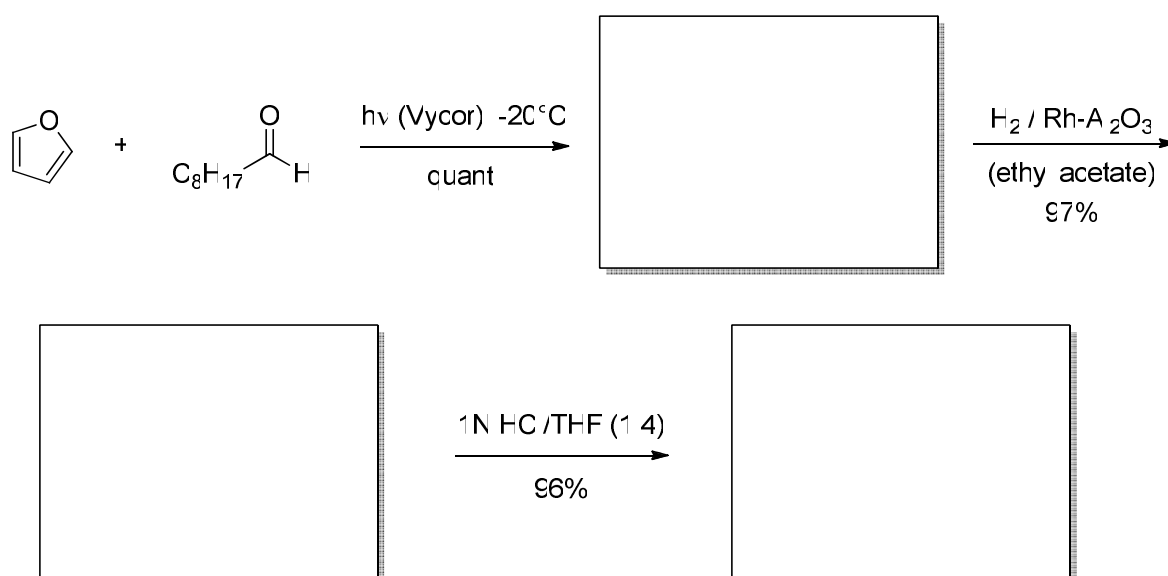 O
O
+
C₈H₁₇ H
hν (Vycor) -20°C
quant
H₂ / Rh-A ₂O₃
(ethy acetate)
97%
1N HC /THF (1 4)
96%